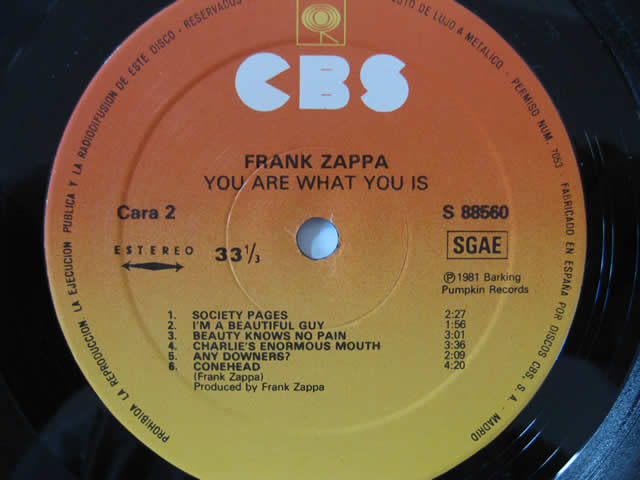 CBS
FRANK ZAPPA
YOU ARE WHAT YOU IS
Cara 2
S 88560
ESTEREO
33 1/3
SGAE
℗ 1981 Barking
Pumpkin Records
1. SOCIETY PAGES 2:27
2. I'M A BEAUTIFUL GUY 1:56
3. BEAUTY KNOWS NO PAIN 3:01
4. CHARLIE'S ENORMOUS MOUTH 3:36
5. ANY DOWNERS? 2:09
6. CONEHEAD 4:20
(Frank Zappa)
Produced by Frank Zappa
PROHIBIDA LA REPRODUCCION, LA EJECUCION PUBLICA Y LA RADIODIFUSION DE ESTE DISCO - RESERVADOS
DE LUJO A METALICO - PERMISO NUM. 7053 - FABRICADO EN ESPAÑA POR DISCOS CBS, S. A. - MADRID